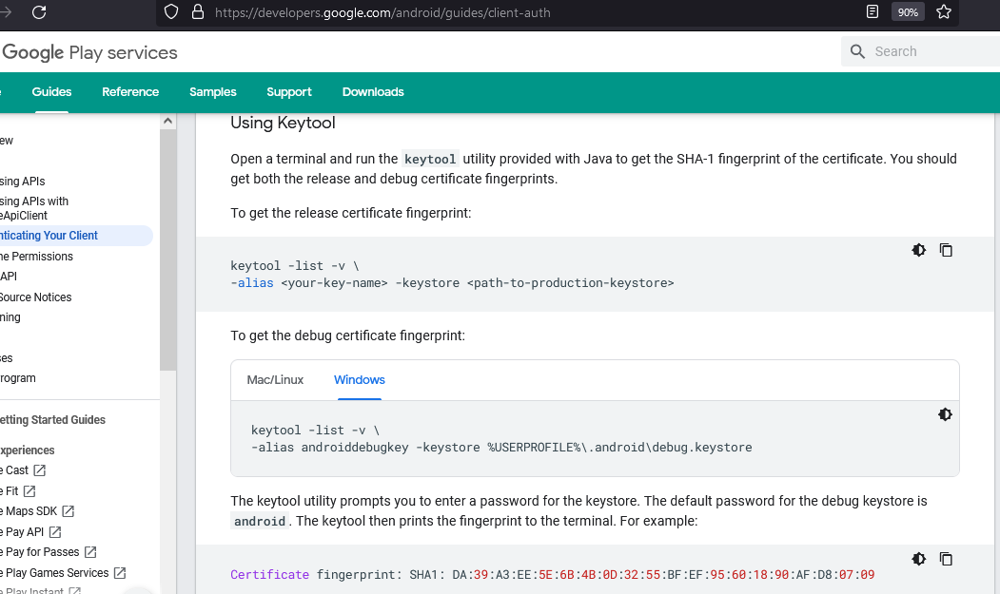 https://developers.google.com/android/guides/client-auth
90%
Google Play services
Search
Guides Reference Samples Support Downloads
ew
sing APIs
sing APIs with
eApiClient
nticating Your Client
ne Permissions
API
Source Notices
ning
es
rogram
etting Started Guides
xperiences
e Cast
e Fit
e Maps SDK
e Pay API
e Pay for Passes
e Play Games Services
e Play Instant
Using Keytool
Open a terminal and run the keytool utility provided with Java to get the SHA-1 fingerprint of the certificate. You should
get both the release and debug certificate fingerprints.
To get the release certificate fingerprint:
keytool -list -v \
-alias <your-key-name> -keystore <path-to-production-keystore>
To get the debug certificate fingerprint:
Mac/Linux Windows
keytool -list -v \
-alias androiddebugkey -keystore %USERPROFILE%\.android\debug.keystore
The keytool utility prompts you to enter a password for the keystore. The default password for the debug keystore is
android. The keytool then prints the fingerprint to the terminal. For example:
Certificate fingerprint: SHA1: DA:39:A3:EE:5E:6B:4B:0D:32:55:BF:EF:95:60:18:90:AF:D8:07:09